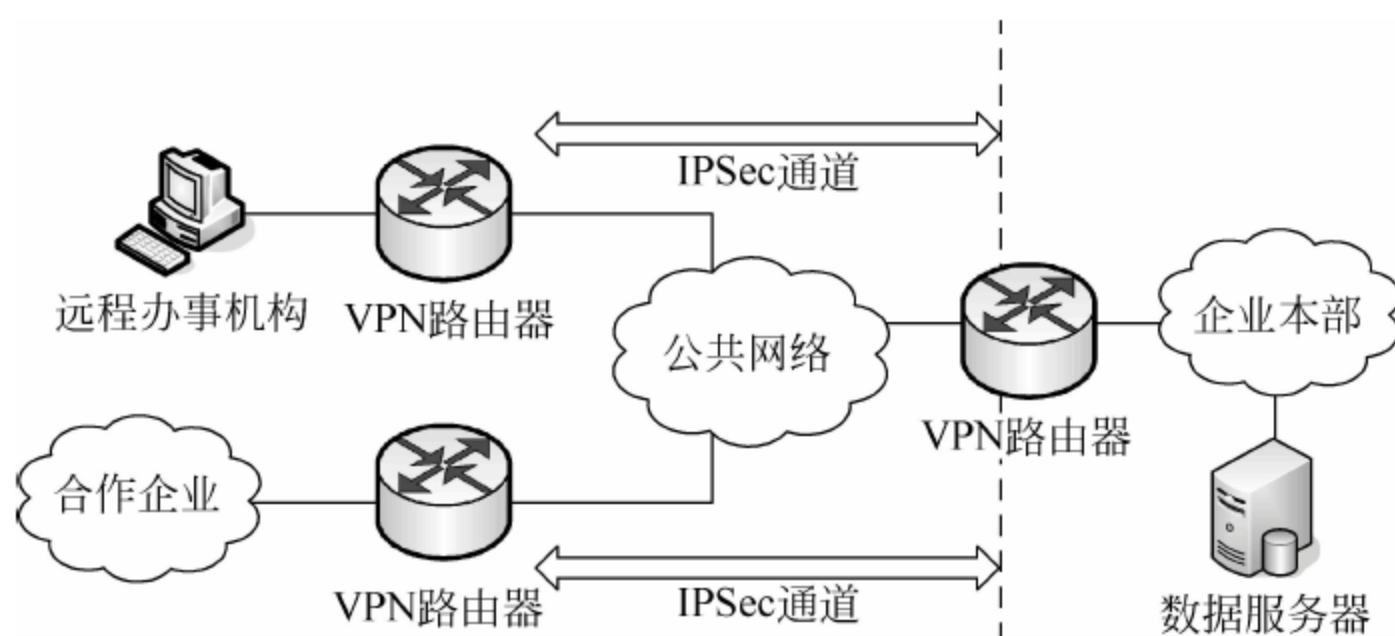 IPSec通道
远程办事机构
VPN路由器
公共网络
企业本部
VPN路由器
合作企业
VPN路由器
IPSec通道
数据服务器